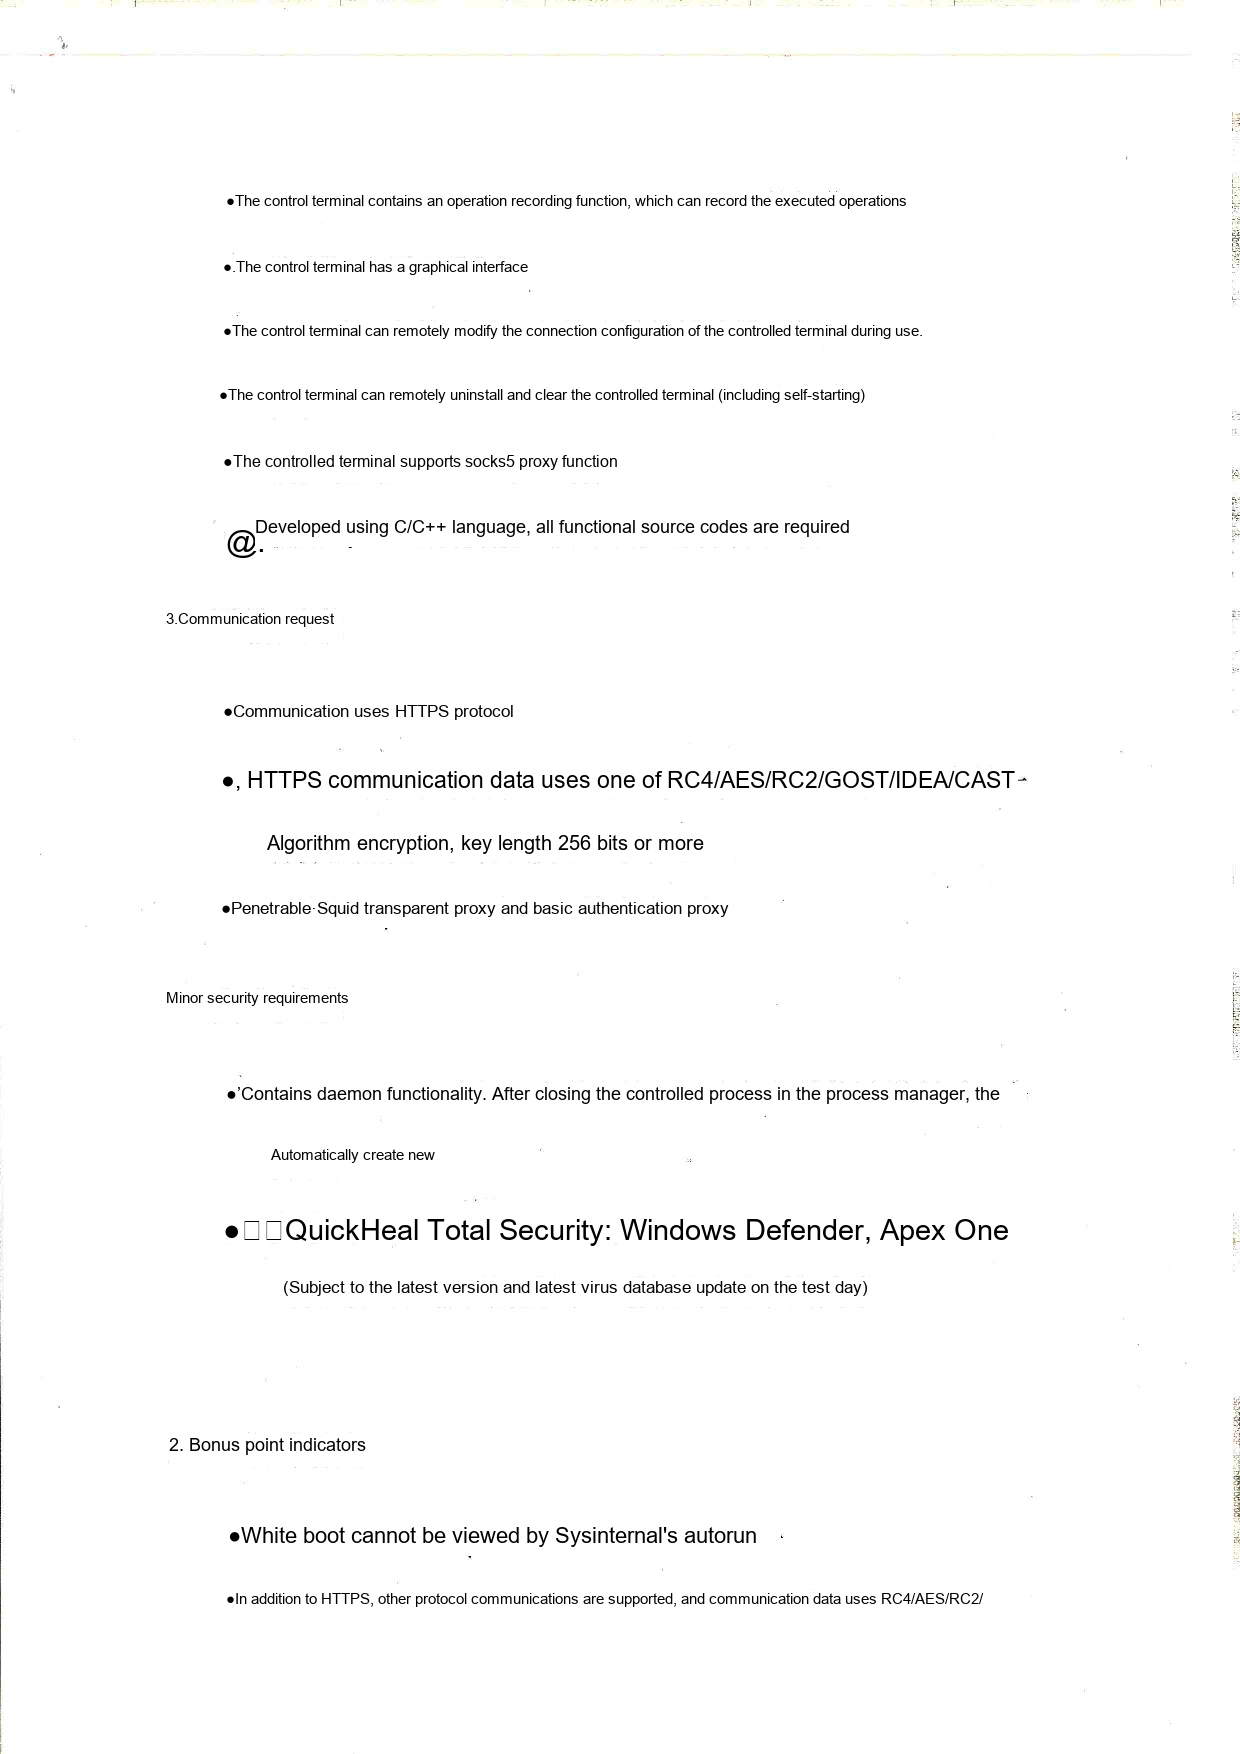 ●The control terminal contains an operation recording function, which can record the executed operations
●.The control terminal has a graphical interface
●The control terminal can remotely modify the connection configuration of the controlled terminal during use.
●The control terminal can remotely uninstall and clear the controlled terminal (including self-starting)
●The controlled terminal supports socks5 proxy function
@. Developed using C/C++ language, all functional source codes are required
3.Communication request
●Communication uses HTTPS protocol
●, HTTPS communication data uses one of RC4/AES/RC2/GOST/IDEA/CAST
Algorithm encryption, key length 256 bits or more
●Penetrable·Squid transparent proxy and basic authentication proxy
Minor security requirements
●’Contains daemon functionality. After closing the controlled process in the process manager, the
Automatically create new
●□□QuickHeal Total Security: Windows Defender, Apex One
(Subject to the latest version and latest virus database update on the test day)
2. Bonus point indicators
●White boot cannot be viewed by Sysinternal's autorun
●In addition to HTTPS, other protocol communications are supported, and communication data uses RC4/AES/RC2/